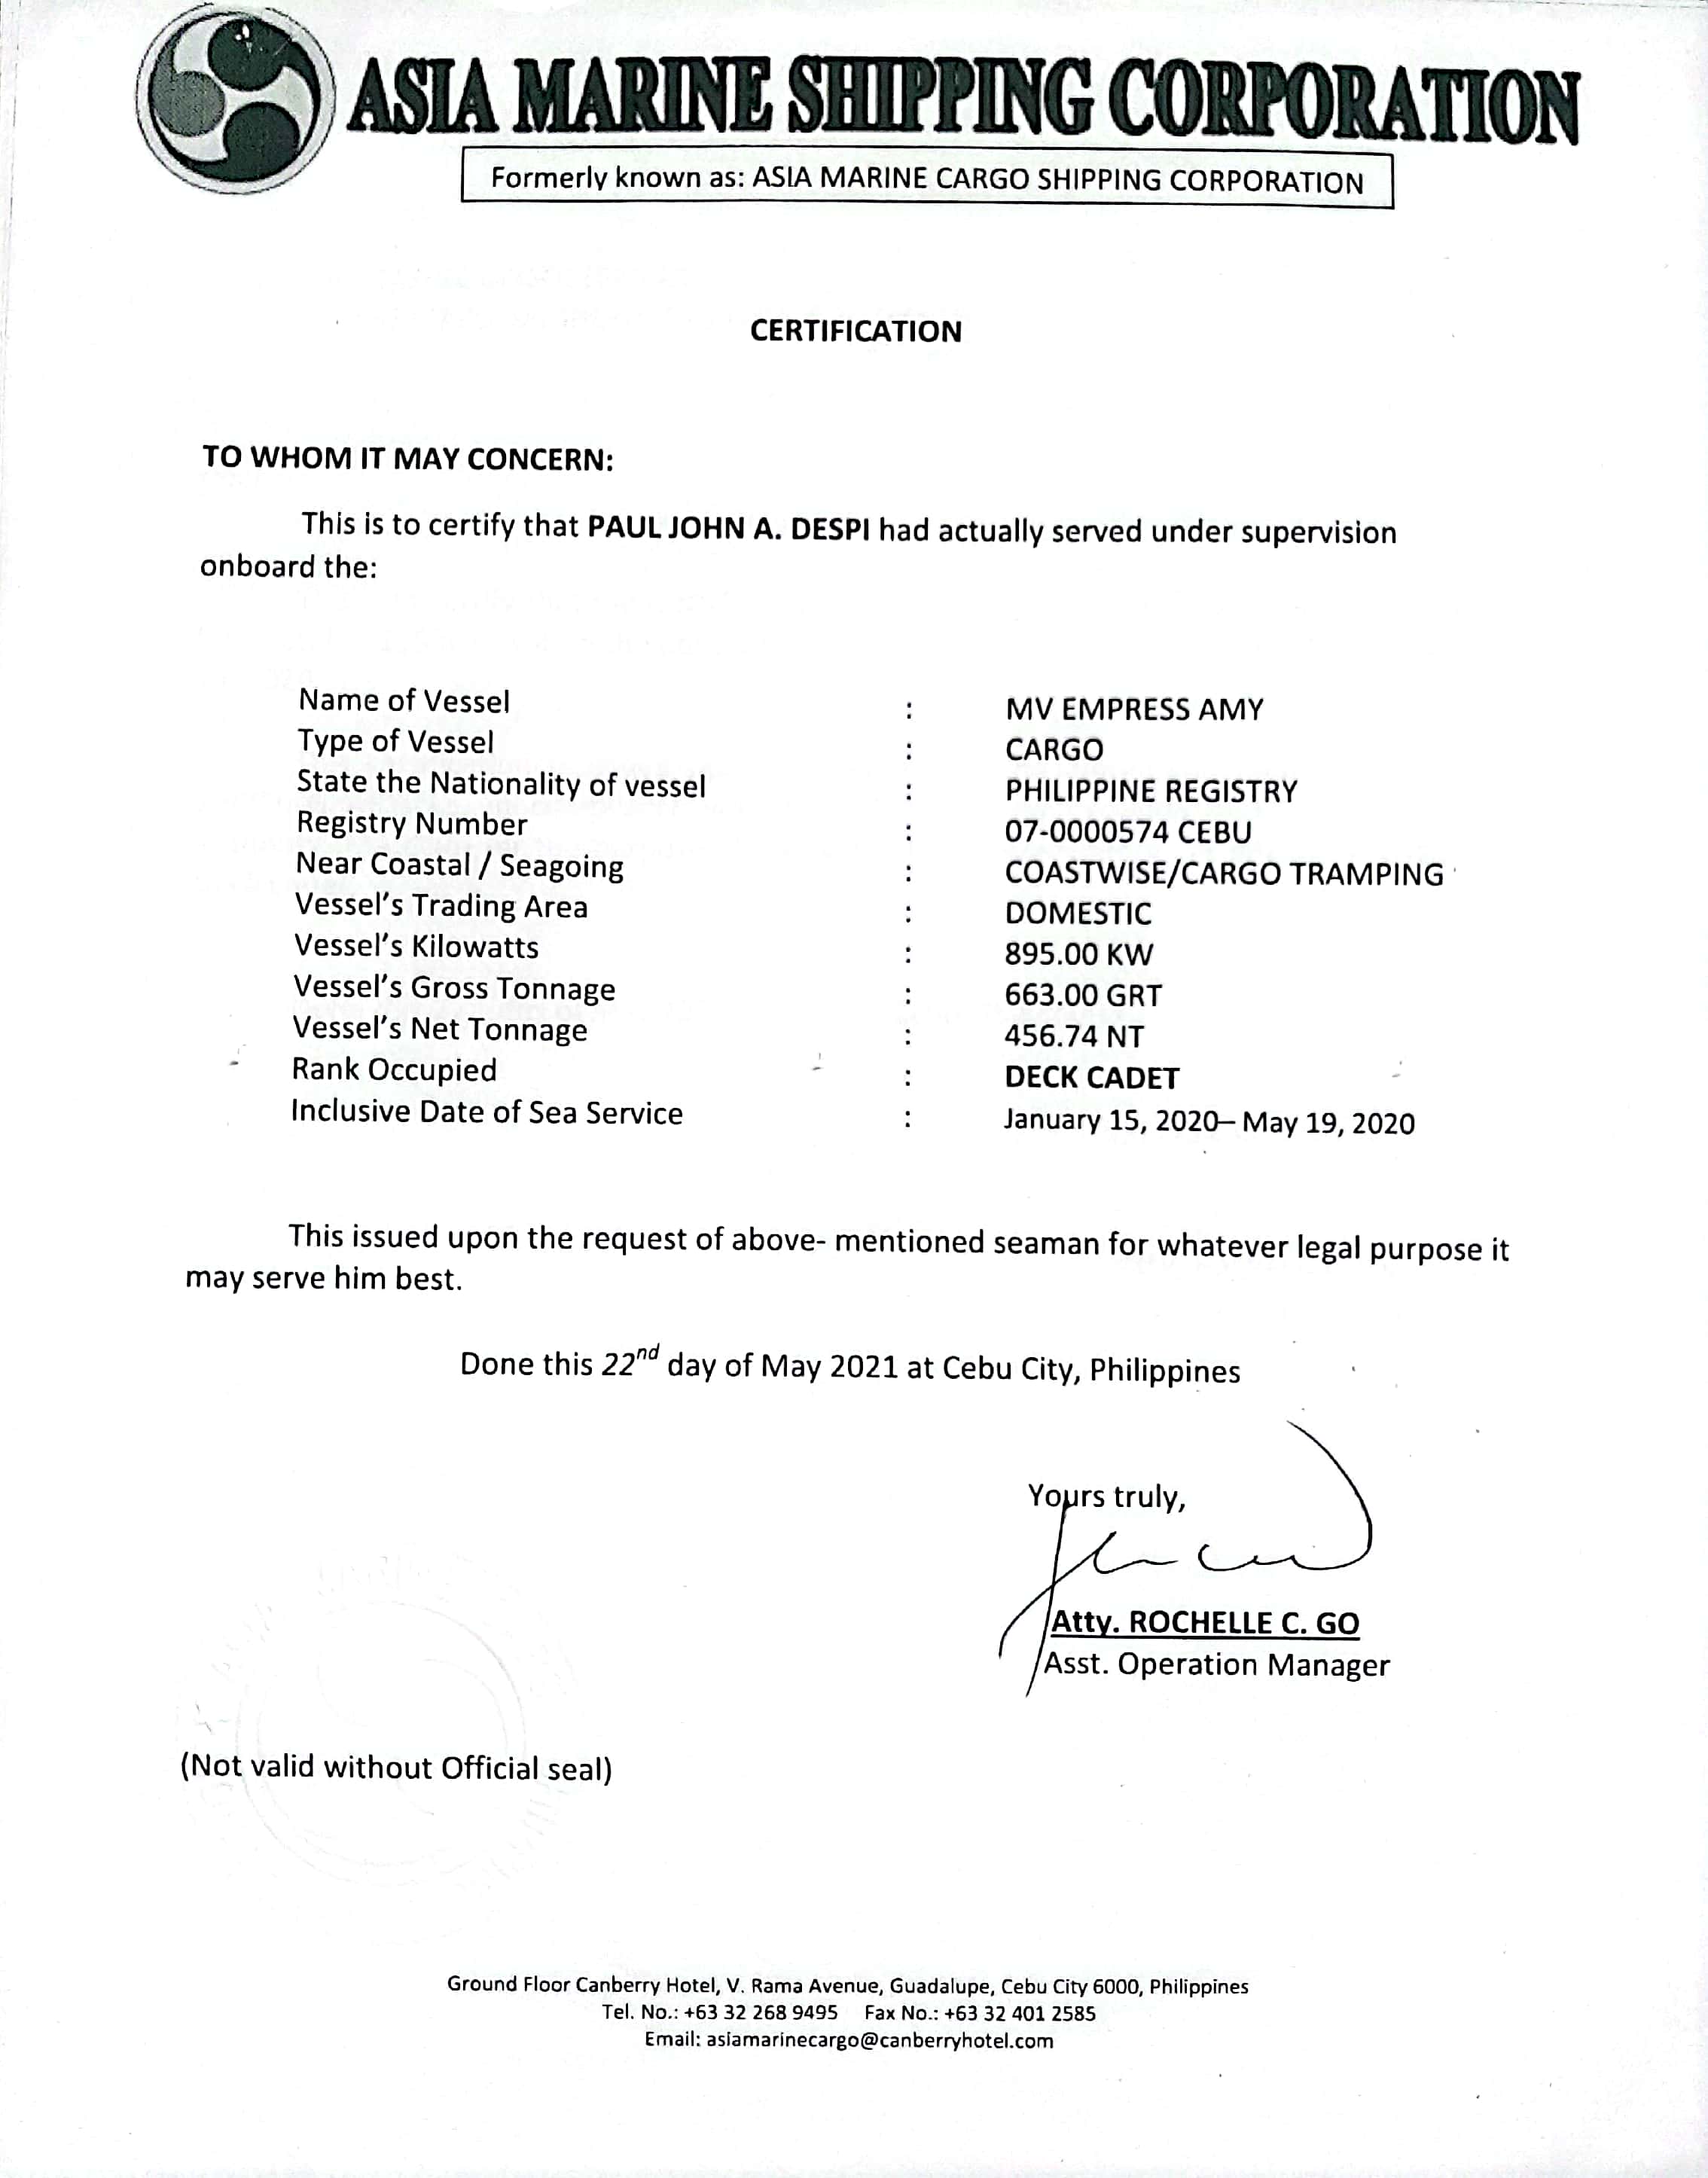 ASIA MARINE SHIPPING CORPORATION
Formerly known as: ASIA MARINE CARGO SHIPPING CORPORATION
CERTIFICATION
TO WHOM IT MAY CONCERN:
This is to certify that PAUL JOHN A. DESPI had actually served under supervision
onboard the:
Name of Vessel : MV EMPRESS AMY
Type of Vessel : CARGO
State the Nationality of vessel : PHILIPPINE REGISTRY
Registry Number : 07-0000574 CEBU
Near Coastal / Seagoing : COASTWISE/CARGO TRAMPING
Vessel's Trading Area : DOMESTIC
Vessel's Kilowatts : 895.00 KW
Vessel's Gross Tonnage : 663.00 GRT
Vessel's Net Tonnage : 456.74 NT
Rank Occupied : DECK CADET
Inclusive Date of Sea Service : January 15, 2020– May 19, 2020
This issued upon the request of above- mentioned seaman for whatever legal purpose it
may serve him best.
Done this 22nd day of May 2021 at Cebu City, Philippines
Yours truly,
Atty. ROCHELLE C. GO
Asst. Operation Manager
(Not valid without Official seal)
Ground Floor Canberry Hotel, V. Rama Avenue, Guadalupe, Cebu City 6000, Philippines
Tel. No.: +63 32 268 9495 Fax No.: +63 32 401 2585
Email: asiamarinecargo@canberryhotel.com